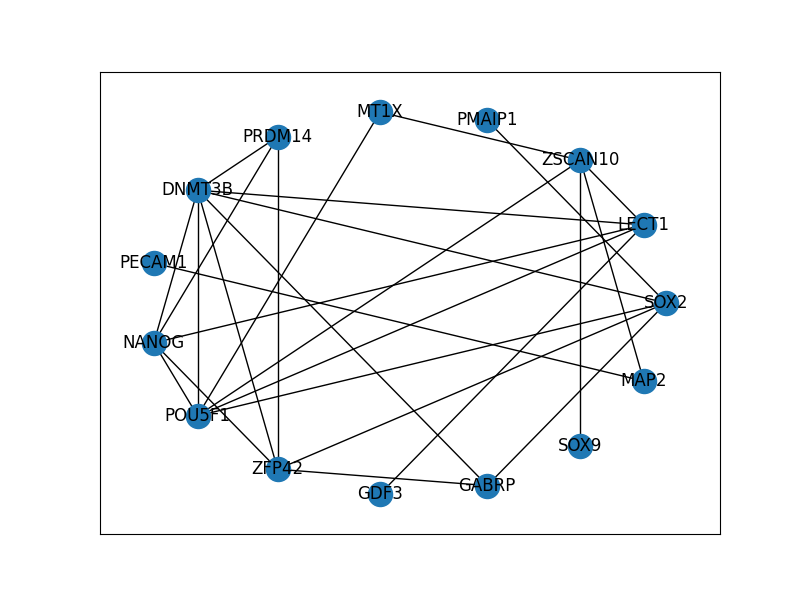 MT1X
PMAIP1
PRDM14
ZSCAN10
DNMT3B
LECT1
PECAM1
SOX2
NANOG
MAP2
POU5F1
SOX9
ZFP42
GABRP
GDF3